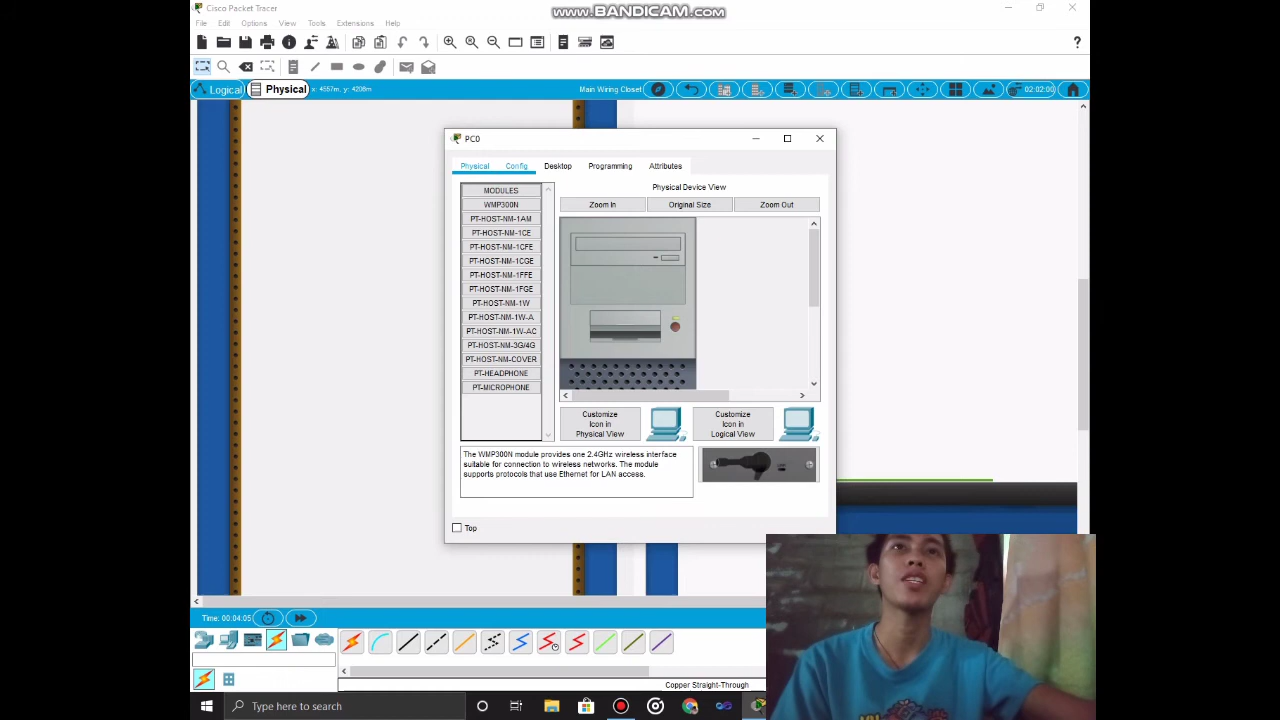 Cisco Packet Tracer
www.BANDICAM.com
File Edit Options View Tools Extensions Help
Logical Physical x: 4557m, y: 4208m Main Wiring Closet 02:02:00
PC0
Physical Config Desktop Programming Attributes
MODULES
WMP300N
PT-HOST-NM-1AM
PT-HOST-NM-1CE
PT-HOST-NM-1CFE
PT-HOST-NM-1CGE
PT-HOST-NM-1FFE
PT-HOST-NM-1FGE
PT-HOST-NM-1W
PT-HOST-NM-1W-A
PT-HOST-NM-1W-AC
PT-HOST-NM-3G/4G
PT-HOST-NM-COVER
PT-HEADPHONE
PT-MICROPHONE
Physical Device View
Zoom In Original Size Zoom Out
Customize
Icon in
Physical View
Customize
Icon in
Logical View
The WMP300N module provides one 2.4GHz wireless interface
suitable for connection to wireless networks. The module
supports protocols that use Ethernet for LAN access.
Top
Time: 00:04:05
Copper Straight-Through
Type here to search